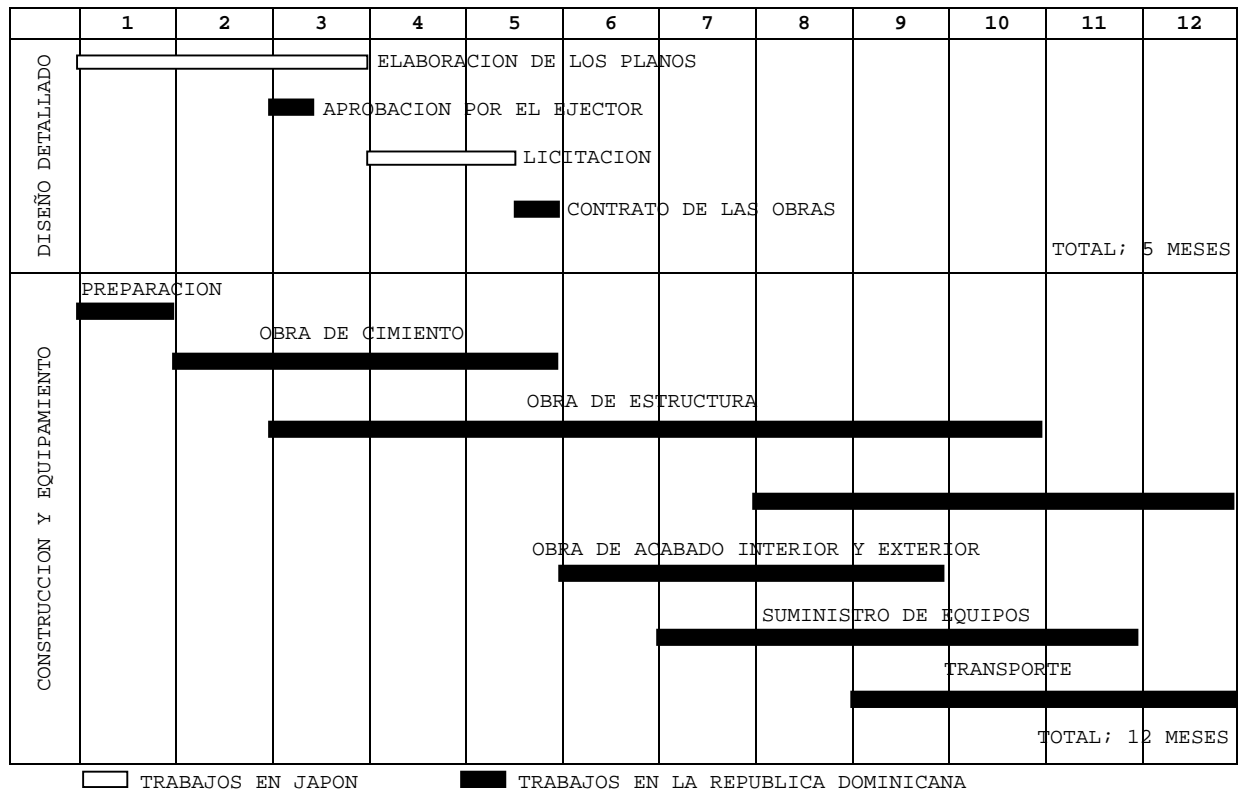 1 2 3 4 5 6 7 8 9 10 11 12
DISEÑO DETALLADO
ELABORACION DE LOS PLANOS
APROBACION POR EL EJECTOR
LICITACION
CONTRATO DE LAS OBRAS
TOTAL; 5 MESES
CONSTRUCCION Y EQUIPAMIENTO
PREPARACION
OBRA DE CIMIENTO
OBRA DE ESTRUCTURA
OBRA DE ACABADO INTERIOR Y EXTERIOR
SUMINISTRO DE EQUIPOS
TRANSPORTE
TOTAL; 12 MESES
TRABAJOS EN JAPON TRABAJOS EN LA REPUBLICA DOMINICANA